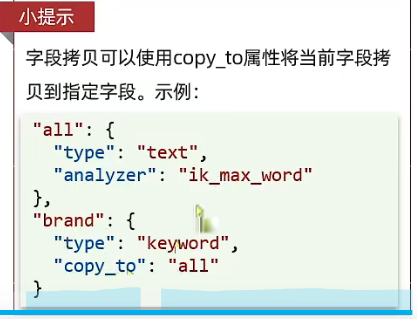 小提示
字段拷贝可以使用copy_to属性将当前字段拷
贝到指定字段。示例：
"all": {
  "type": "text",
  "analyzer": "ik_max_word"
},
"brand": {
  "type": "keyword",
  "copy_to": "all"
}